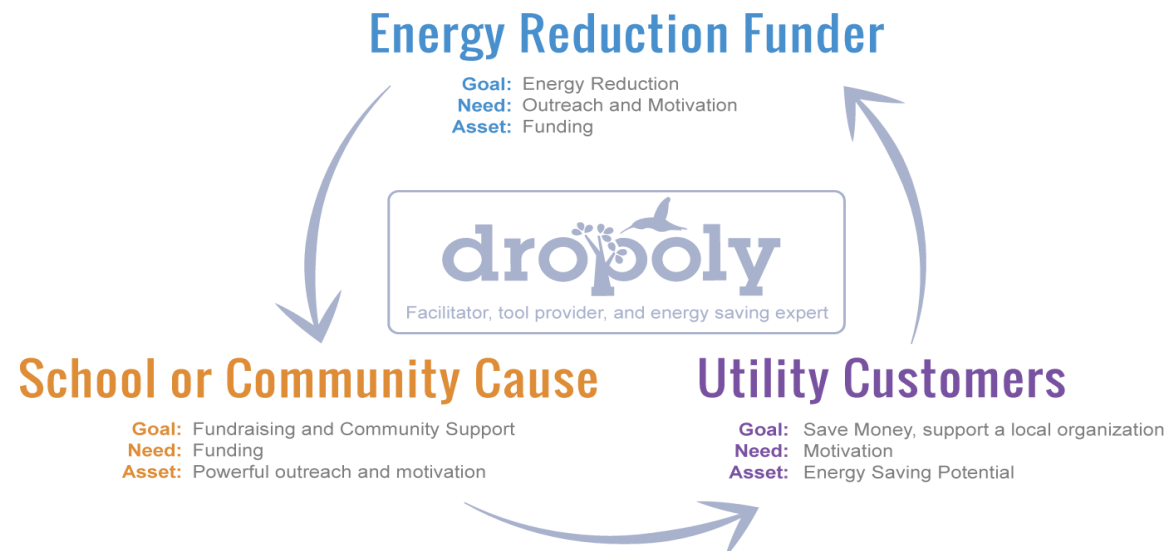 Energy Reduction Funder
Goal: Energy Reduction
Need: Outreach and Motivation
Asset: Funding
dropoly
Facilitator, tool provider, and energy saving expert
School or Community Cause
Goal: Fundraising and Community Support
Need: Funding
Asset: Powerful outreach and motivation
Utility Customers
Goal: Save Money, support a local organization
Need: Motivation
Asset: Energy Saving Potential